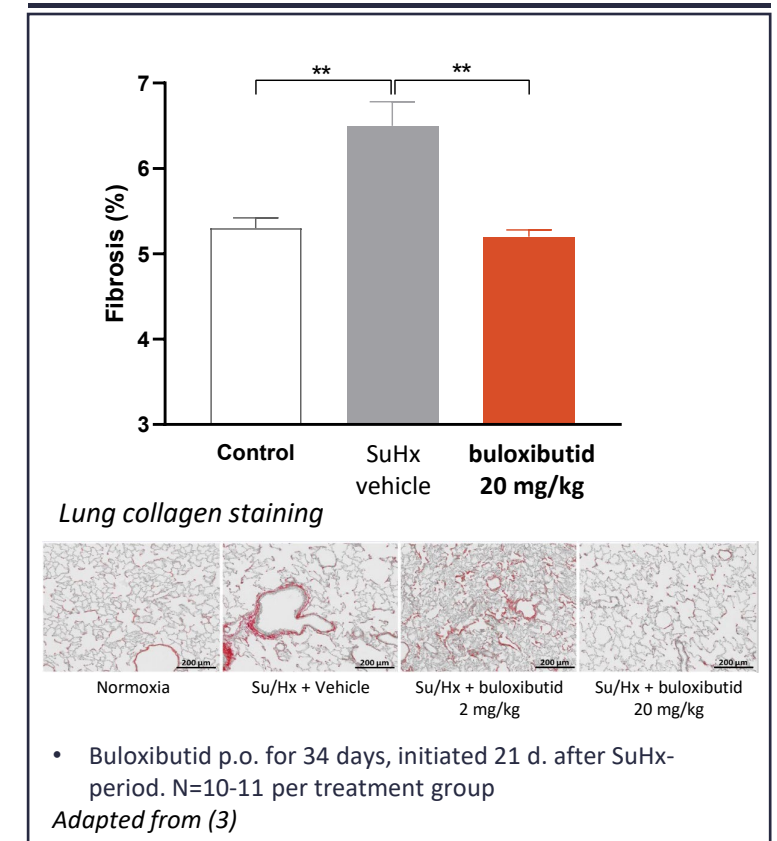 ** **
7
6
5
4
3
Fibrosis (%)
Control SuHx buloxibutid
vehicle 20 mg/kg
Lung collagen staining
200 µm 200 µm 200 µm 200 µm
Normoxia Su/Hx + Vehicle Su/Hx + buloxibutid Su/Hx + buloxibutid
2 mg/kg 20 mg/kg
• Buloxibutid p.o. for 34 days, initiated 21 d. after SuHx-
period. N=10-11 per treatment group
Adapted from (3)